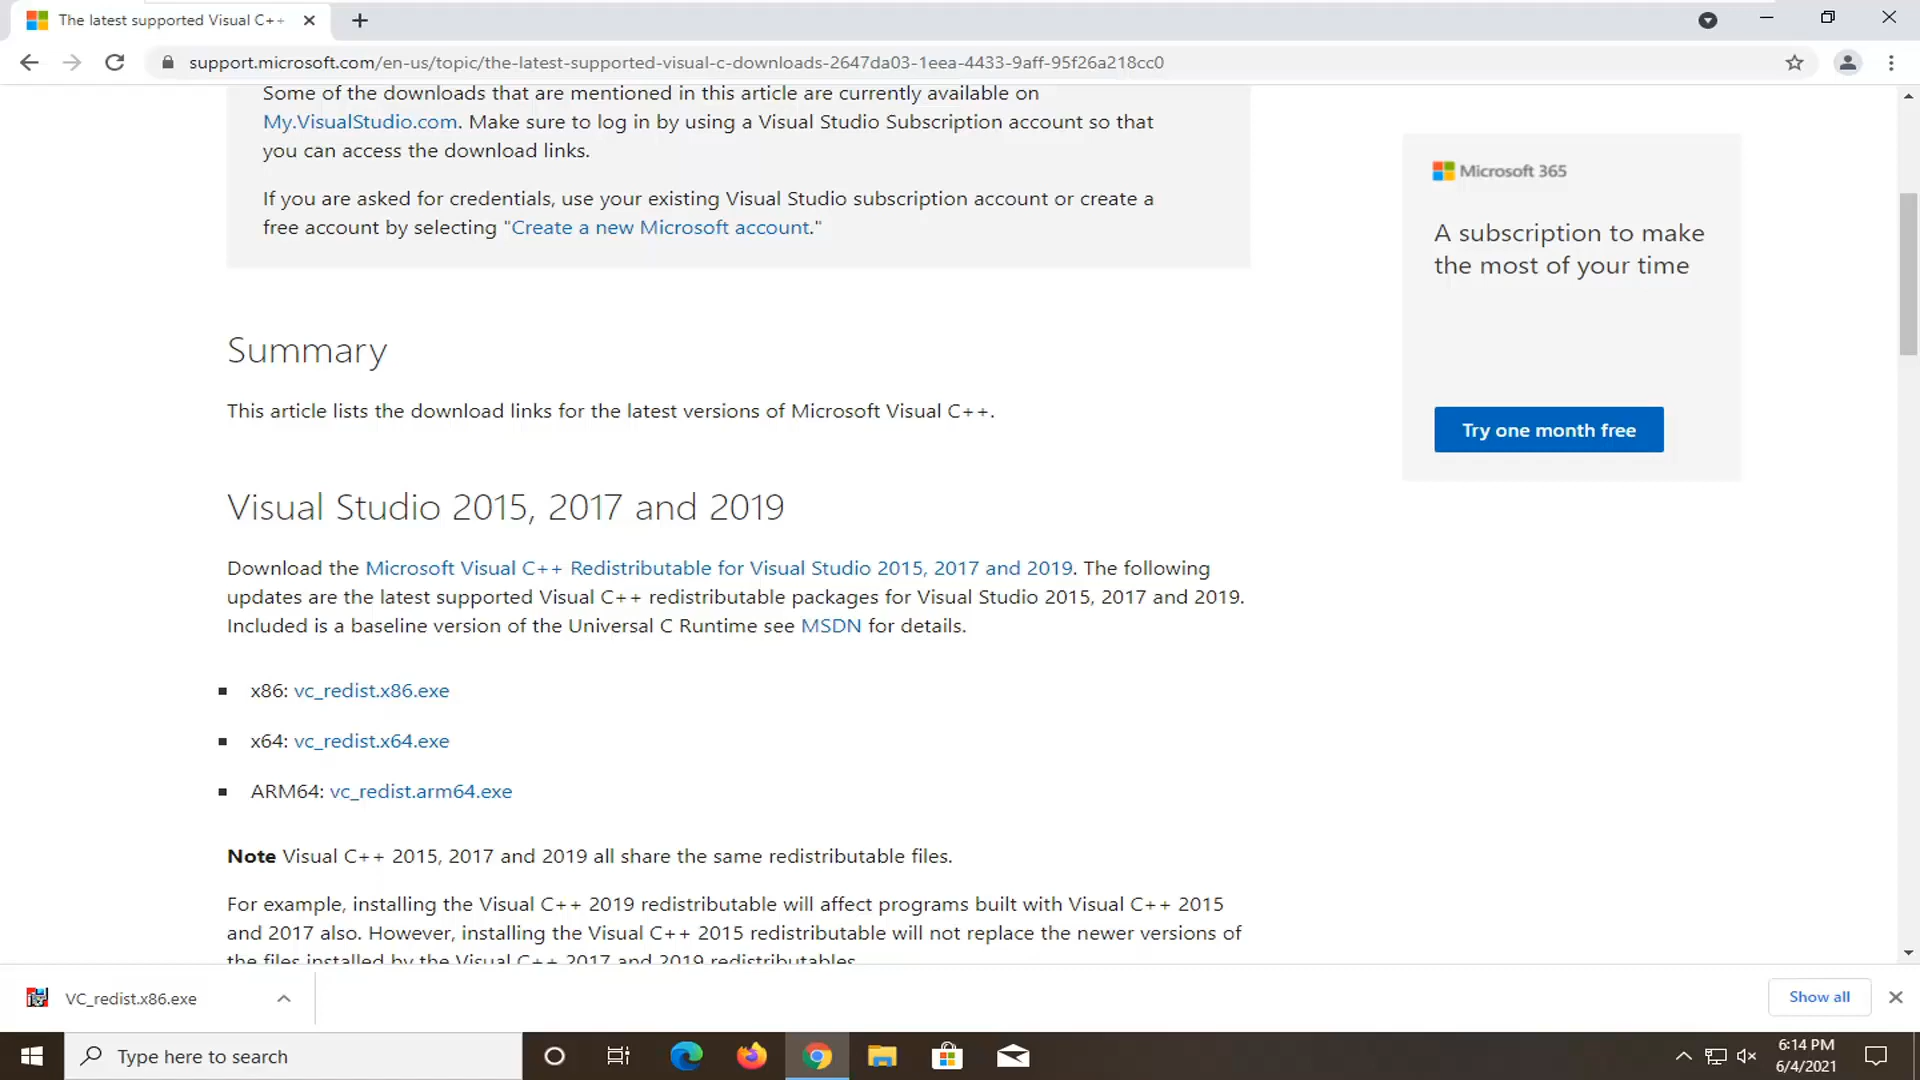 The latest supported Visual C++
support.microsoft.com/en-us/topic/the-latest-supported-visual-c-downloads-2647da03-1eea-4433-9aff-95f26a218cc0
Some of the downloads that are mentioned in this article are currently available on
My.VisualStudio.com. Make sure to log in by using a Visual Studio Subscription account so that
you can access the download links.
If you are asked for credentials, use your existing Visual Studio subscription account or create a
free account by selecting "Create a new Microsoft account."
Microsoft 365
A subscription to make
the most of your time
Try one month free
Summary
This article lists the download links for the latest versions of Microsoft Visual C++.
Visual Studio 2015, 2017 and 2019
Download the Microsoft Visual C++ Redistributable for Visual Studio 2015, 2017 and 2019. The following
updates are the latest supported Visual C++ redistributable packages for Visual Studio 2015, 2017 and 2019.
Included is a baseline version of the Universal C Runtime see MSDN for details.
x86: vc_redist.x86.exe
x64: vc_redist.x64.exe
ARM64: vc_redist.arm64.exe
Note Visual C++ 2015, 2017 and 2019 all share the same redistributable files.
For example, installing the Visual C++ 2019 redistributable will affect programs built with Visual C++ 2015
and 2017 also. However, installing the Visual C++ 2015 redistributable will not replace the newer versions of
the files installed by the Visual C++ 2017 and 2019 redistributables.
VC_redist.x86.exe
Show all
Type here to search
6:14 PM
6/4/2021